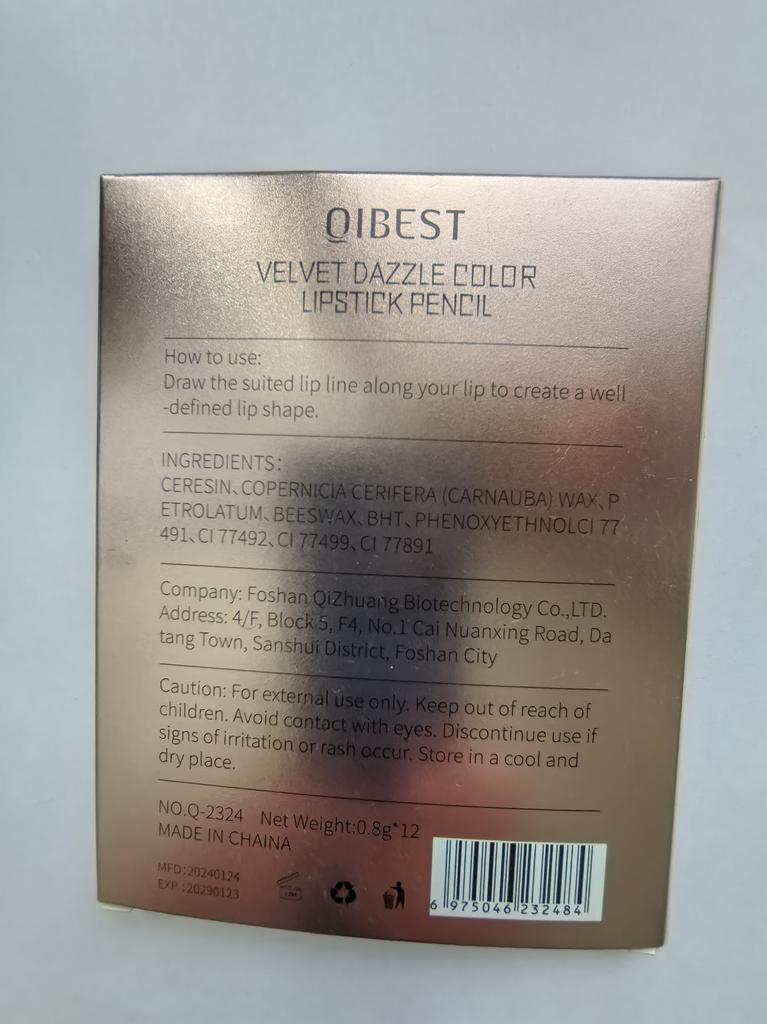 QIBEST
VELVET DAZZLE COLOR
LIPSTICK PENCIL
How to use:
Draw the suited lip line along your lip to create a well
-defined lip shape.
INGREDIENTS:
CERESIN、COPERNICIA CERIFERA (CARNAUBA) WAX、P
ETROLATUM、BEESWAX、BHT、PHENOXYETHNOLCI 77
491、CI 77492、CI 77499、CI 77891
Company: Foshan QiZhuang Biotechnology Co.,LTD.
Address: 4/F, Block 5, F4, No.1 Cai Nuanxing Road, Da
tang Town, Sanshui District, Foshan City
Caution: For external use only. Keep out of reach of
children. Avoid contact with eyes. Discontinue use if
signs of irritation or rash occur. Store in a cool and
dry place.
NO.Q-2324 Net Weight:0.8g*12
MADE IN CHAINA
MFD:20240124
EXP :20290123
6 975046 232484